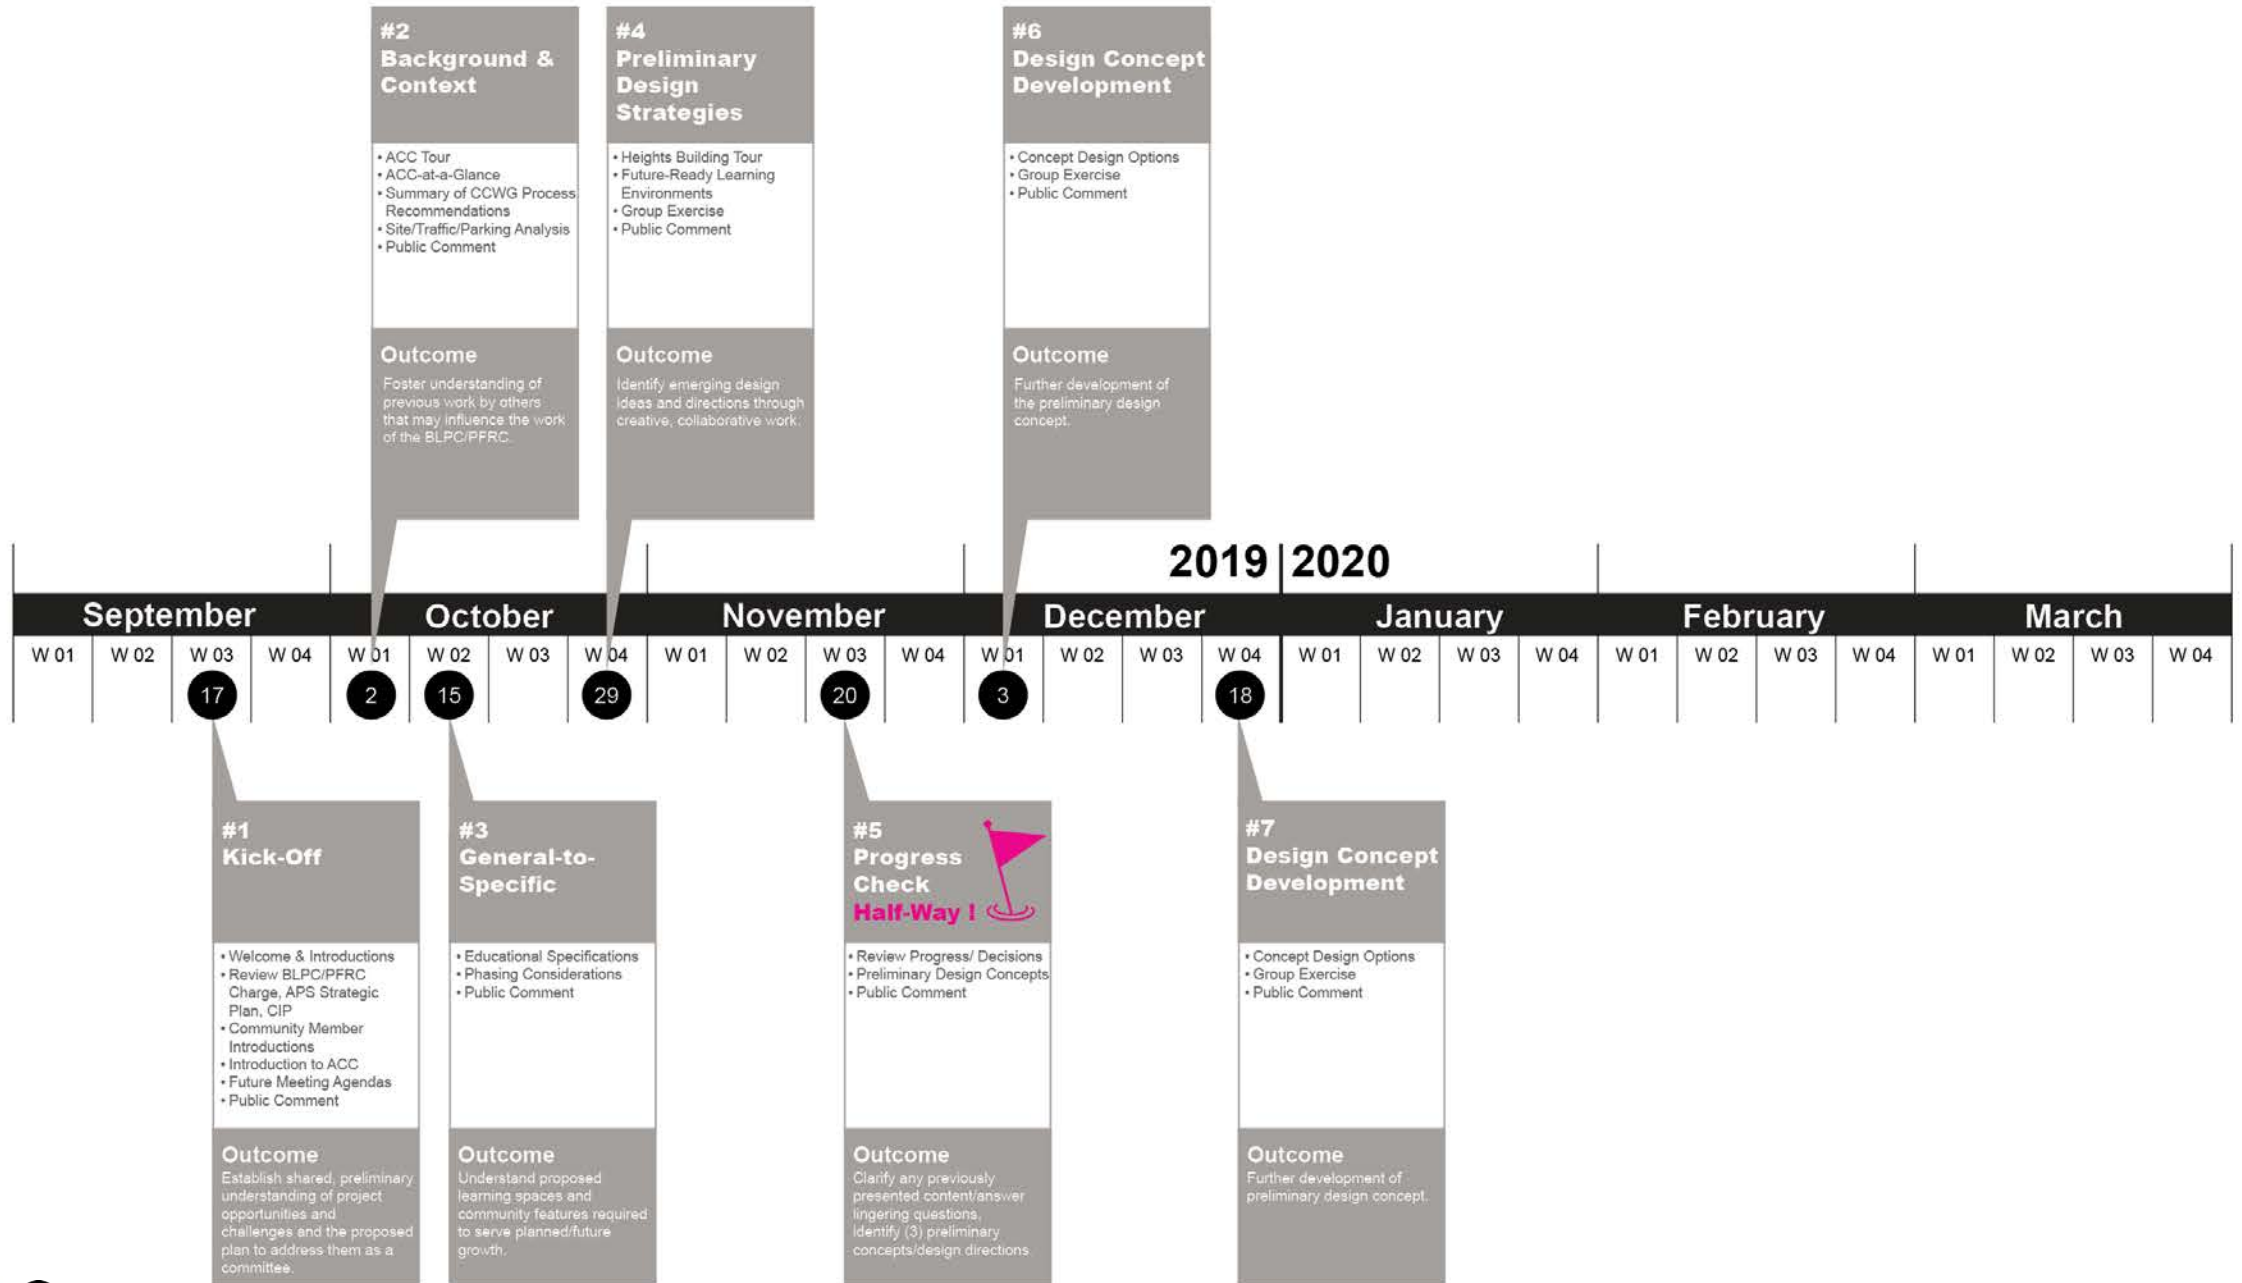 #2
Background &
Context
• ACC Tour
• ACC-at-a-Glance
• Summary of CCWG Process
Recommendations
• Site/Traffic/Parking Analysis
• Public Comment
Outcome
Foster understanding of
previous work by others
that may influence the work
of the BLPC/PFRC.
#4
Preliminary
Design
Strategies
• Heights Building Tour
• Future-Ready Learning
Environments
• Group Exercise
• Public Comment
Outcome
Identify emerging design
ideas and directions through
creative, collaborative work.
#6
Design Concept
Development
• Concept Design Options
• Group Exercise
• Public Comment
Outcome
Further development of
the preliminary design
concept.
2019 2020
September October November December January February March
W 01 W 02 W 03 W 04 W 01 W 02 W 03 W 04 W 01 W 02 W 03 W 04 W 01 W 02 W 03 W 04 W 01 W 02 W 03 W 04 W 01 W 02 W 03 W 04 W 01 W 02 W 03 W 04
17 2 15 29 20 3 18
#1
Kick-Off
• Welcome & Introductions
• Review BLPC/PFRC
Charge, APS Strategic
Plan, CIP
• Community Member
Introductions
• Introduction to ACC
• Future Meeting Agendas
• Public Comment
Outcome
Establish shared, preliminary
understanding of project
opportunities and
challenges and the proposed
plan to address them as a
committee.
#3
General-to-
Specific
• Educational Specifications
• Phasing Considerations
• Public Comment
Outcome
Understand proposed
learning spaces and
community features required
to serve planned/future
growth.
#5
Progress
Check
Half-Way !
• Review Progress/ Decisions
• Preliminary Design Concepts
• Public Comment
Outcome
Clarify any previously
presented content/answer
lingering questions,
Identify (3) preliminary
concepts/design directions
#7
Design Concept
Development
• Concept Design Options
• Group Exercise
• Public Comment
Outcome
Further development of
preliminary design concept.